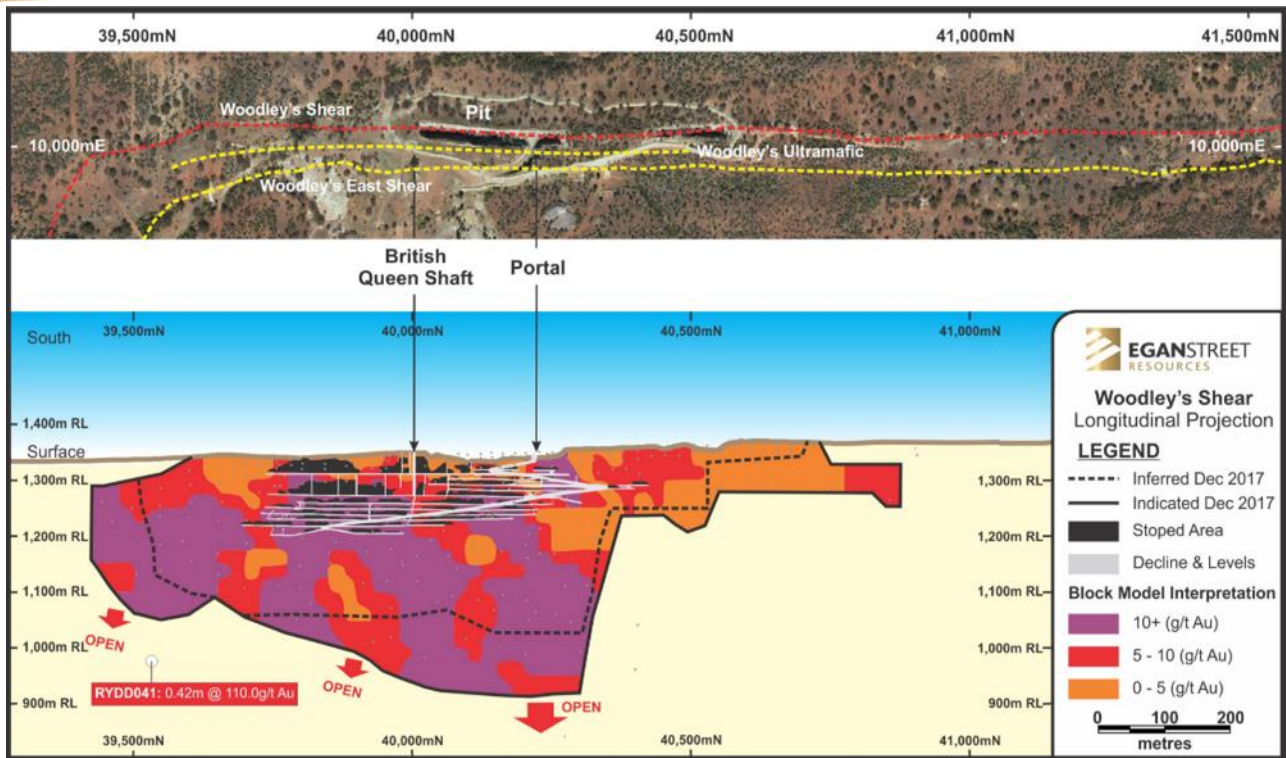 39,500mN 40,000mN 40,500mN 41,000mN 41,500mN
Woodley's Shear
Pit
10,000mE
Woodley's Ultramafic
10,000mE
Woodley's East Shear
British
Queen Shaft
Portal
South
39,500mN 40,000mN 40,500mN 41,000mN
1,400m RL
Surface
1,300m RL
1,200m RL
1,100m RL
1,000m RL
900m RL
1,300m RL
1,200m RL
1,100m RL
1,000m RL
900m RL
OPEN
OPEN
OPEN
RYDD041: 0.42m @ 110.0g/t Au
39,500mN 40,000mN 40,500mN 41,000mN
EGANSTREET
RESOURCES
Woodley's Shear
Longitudinal Projection
LEGEND
Inferred Dec 2017
Indicated Dec 2017
Stoped Area
Decline & Levels
Block Model Interpretation
10+ (g/t Au)
5 - 10 (g/t Au)
0 - 5 (g/t Au)
0 100 200
metres